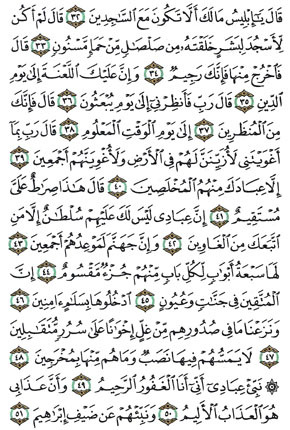 قَالَ يَٰٓإِبْلِيسُ مَا لَكَ أَلَّا تَكُونَ مَعَ ٱلسَّٰجِدِينَ ٣٢ قَالَ لَمْ أَكُن
لِّأَسْجُدَ لِبَشَرٍ خَلَقْتَهُۥ مِن صَلْصَٰلٍ مِّنْ حَمَإٍ مَّسْنُونٍ ٣٣ قَالَ
فَٱخْرُجْ مِنْهَا فَإِنَّكَ رَجِيمٌ ٣٤ وَإِنَّ عَلَيْكَ ٱللَّعْنَةَ إِلَىٰ يَوْمِ
ٱلدِّينِ ٣٥ قَالَ رَبِّ فَأَنظِرْنِىٓ إِلَىٰ يَوْمِ يُبْعَثُونَ ٣٦ قَالَ فَإِنَّكَ
مِنَ ٱلْمُنظَرِينَ ٣٧ إِلَىٰ يَوْمِ ٱلْوَقْتِ ٱلْمَعْلُومِ ٣٨ قَالَ رَبِّ بِمَآ
أَغْوَيْتَنِى لَأُزَيِّنَنَّ لَهُمْ فِى ٱلْأَرْضِ وَلَأُغْوِيَنَّهُمْ أَجْمَعِينَ ٣٩
إِلَّا عِبَادَكَ مِنْهُمُ ٱلْمُخْلَصِينَ ٤٠ قَالَ هَٰذَا صِرَٰطٌ عَلَىَّ
مُسْتَقِيمٌ ٤١ إِنَّ عِبَادِى لَيْسَ لَكَ عَلَيْهِمْ سُلْطَٰنٌ إِلَّا مَنِ
ٱتَّبَعَكَ مِنَ ٱلْغَاوِينَ ٤٢ وَإِنَّ جَهَنَّمَ لَمَوْعِدُهُمْ أَجْمَعِينَ ٤٣
لَهَا سَبْعَةُ أَبْوَٰبٍ لِّكُلِّ بَابٍ مِّنْهُمْ جُزْءٌ مَّقْسُومٌ ٤٤ إِنَّ
ٱلْمُتَّقِينَ فِى جَنَّٰتٍ وَعُيُونٍ ٤٥ ٱدْخُلُوهَا بِسَلَٰمٍ ءَامِنِينَ ٤٦
وَنَزَعْنَا مَا فِى صُدُورِهِم مِّنْ غِلٍّ إِخْوَٰنًا عَلَىٰ سُرُرٍ مُّتَقَٰبِلِينَ
٤٧ لَا يَمَسُّهُمْ فِيهَا نَصَبٌ وَمَا هُم مِّنْهَا بِمُخْرَجِينَ ٤٨
۞ نَبِّئْ عِبَادِىٓ أَنِّىٓ أَنَا ٱلْغَفُورُ ٱلرَّحِيمُ ٤٩ وَأَنَّ عَذَابِى
هُوَ ٱلْعَذَابُ ٱلْأَلِيمُ ٥٠ وَنَبِّئْهُمْ عَن ضَيْفِ إِبْرَٰهِيمَ ٥١